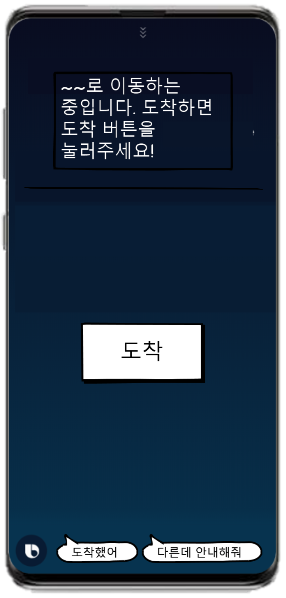 ~~로 이동하는
중입니다. 도착하면
도착 버튼을
눌러주세요!
도착
도착했어
다른데 안내해줘